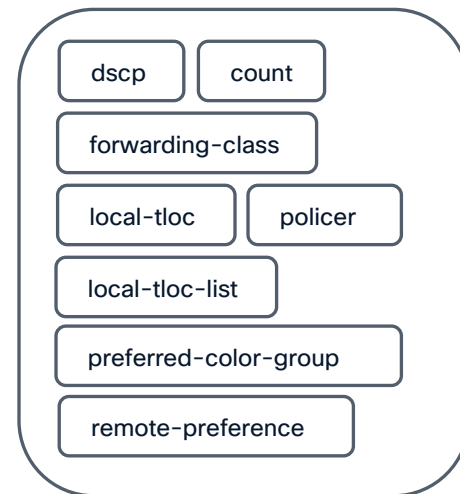 dscp count
forwarding-class
local-tloc policer
local-tloc-list
preferred-color-group
remote-preference